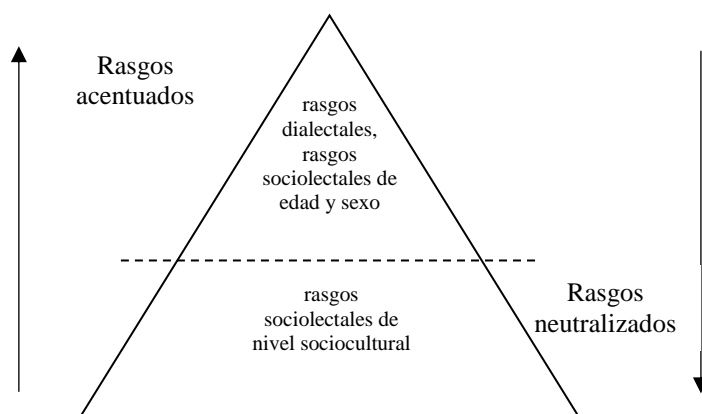 Rasgos
acentuados
rasgos
dialectales,
rasgos
sociolectales de
edad y sexo
rasgos
sociolectales de
nivel sociocultural
Rasgos
neutralizados